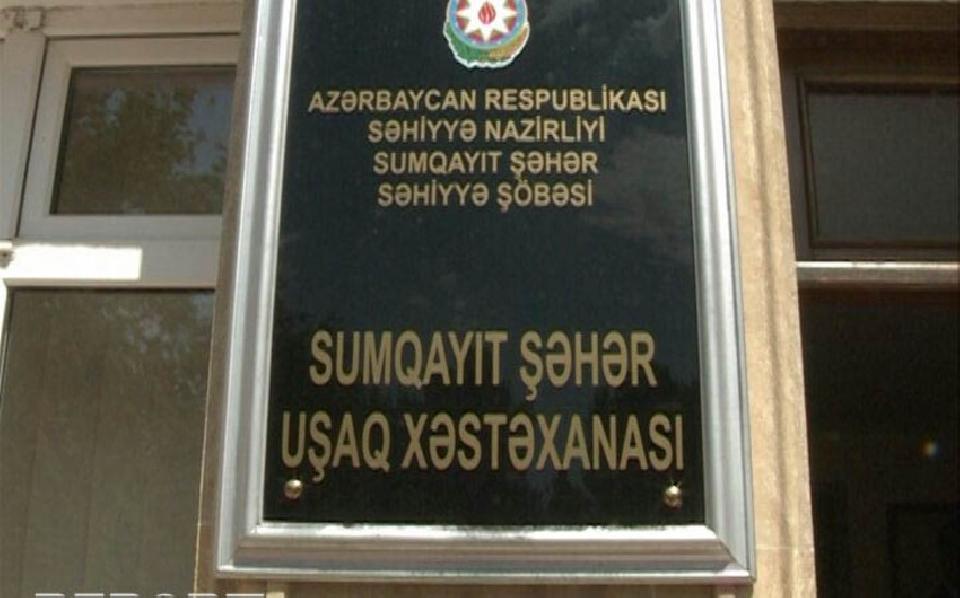 AZƏRBAYCAN RESPUBLİKASI
SƏHİYYƏ NAZİRLİYİ
SUMQAYIT ŞƏHƏR
SƏHİYYƏ ŞÖBƏSİ
SUMQAYIT ŞƏHƏR
UŞAQ XƏSTƏXANASI